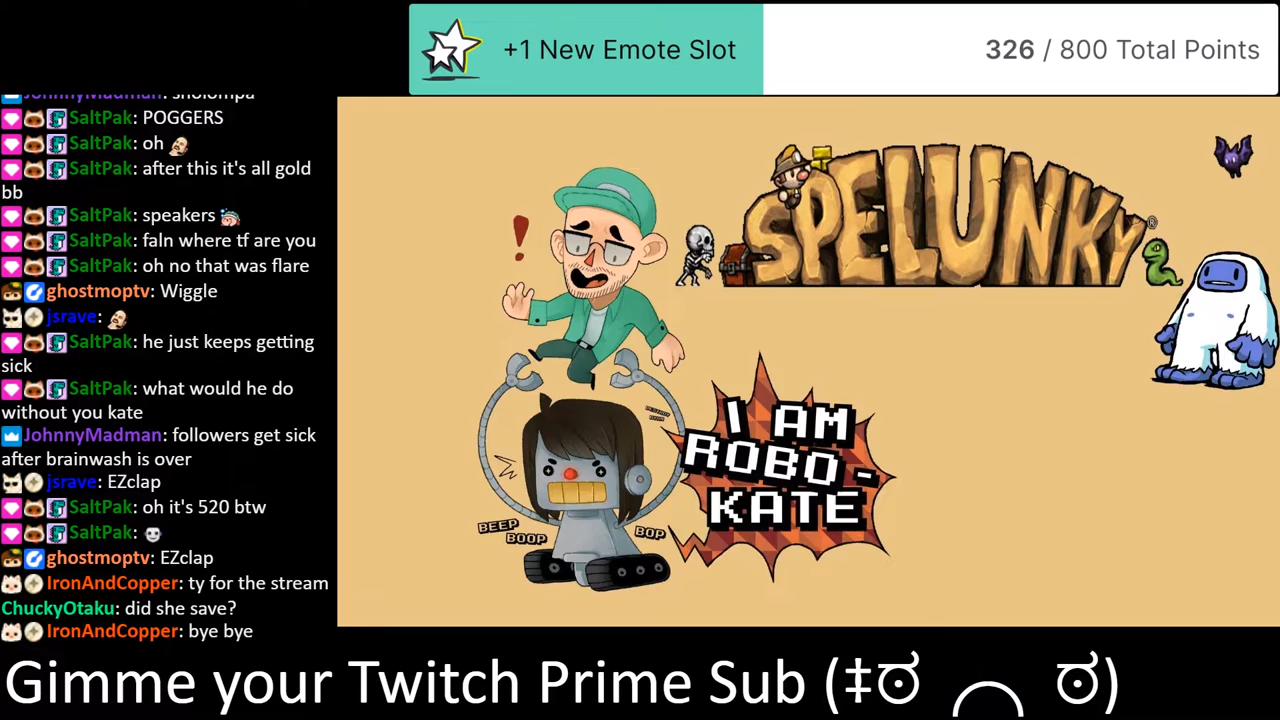 +1 New Emote Slot
326 / 800 Total Points
JohnnyMadman: sholompa
SaltPak: POGGERS
SaltPak: oh
SaltPak: after this it's all gold
bb
SaltPak: speakers
SaltPak: faln where tf are you
SaltPak: oh no that was flare
ghostmoptv: Wiggle
jsrave:
SaltPak: he just keeps getting
sick
SaltPak: what would he do
without you kate
JohnnyMadman: followers get sick
after brainwash is over
jsrave: EZclap
SaltPak: oh it's 520 btw
SaltPak:
ghostmoptv: EZclap
IronAndCopper: ty for the stream
ChuckyOtaku: did she save?
IronAndCopper: bye bye
!
SPELUNKY®
I AM
ROBO-
KATE
BEEP
BOOP
BOP
Gimme your Twitch Prime Sub (‡ಠ ⁔ ಠ)